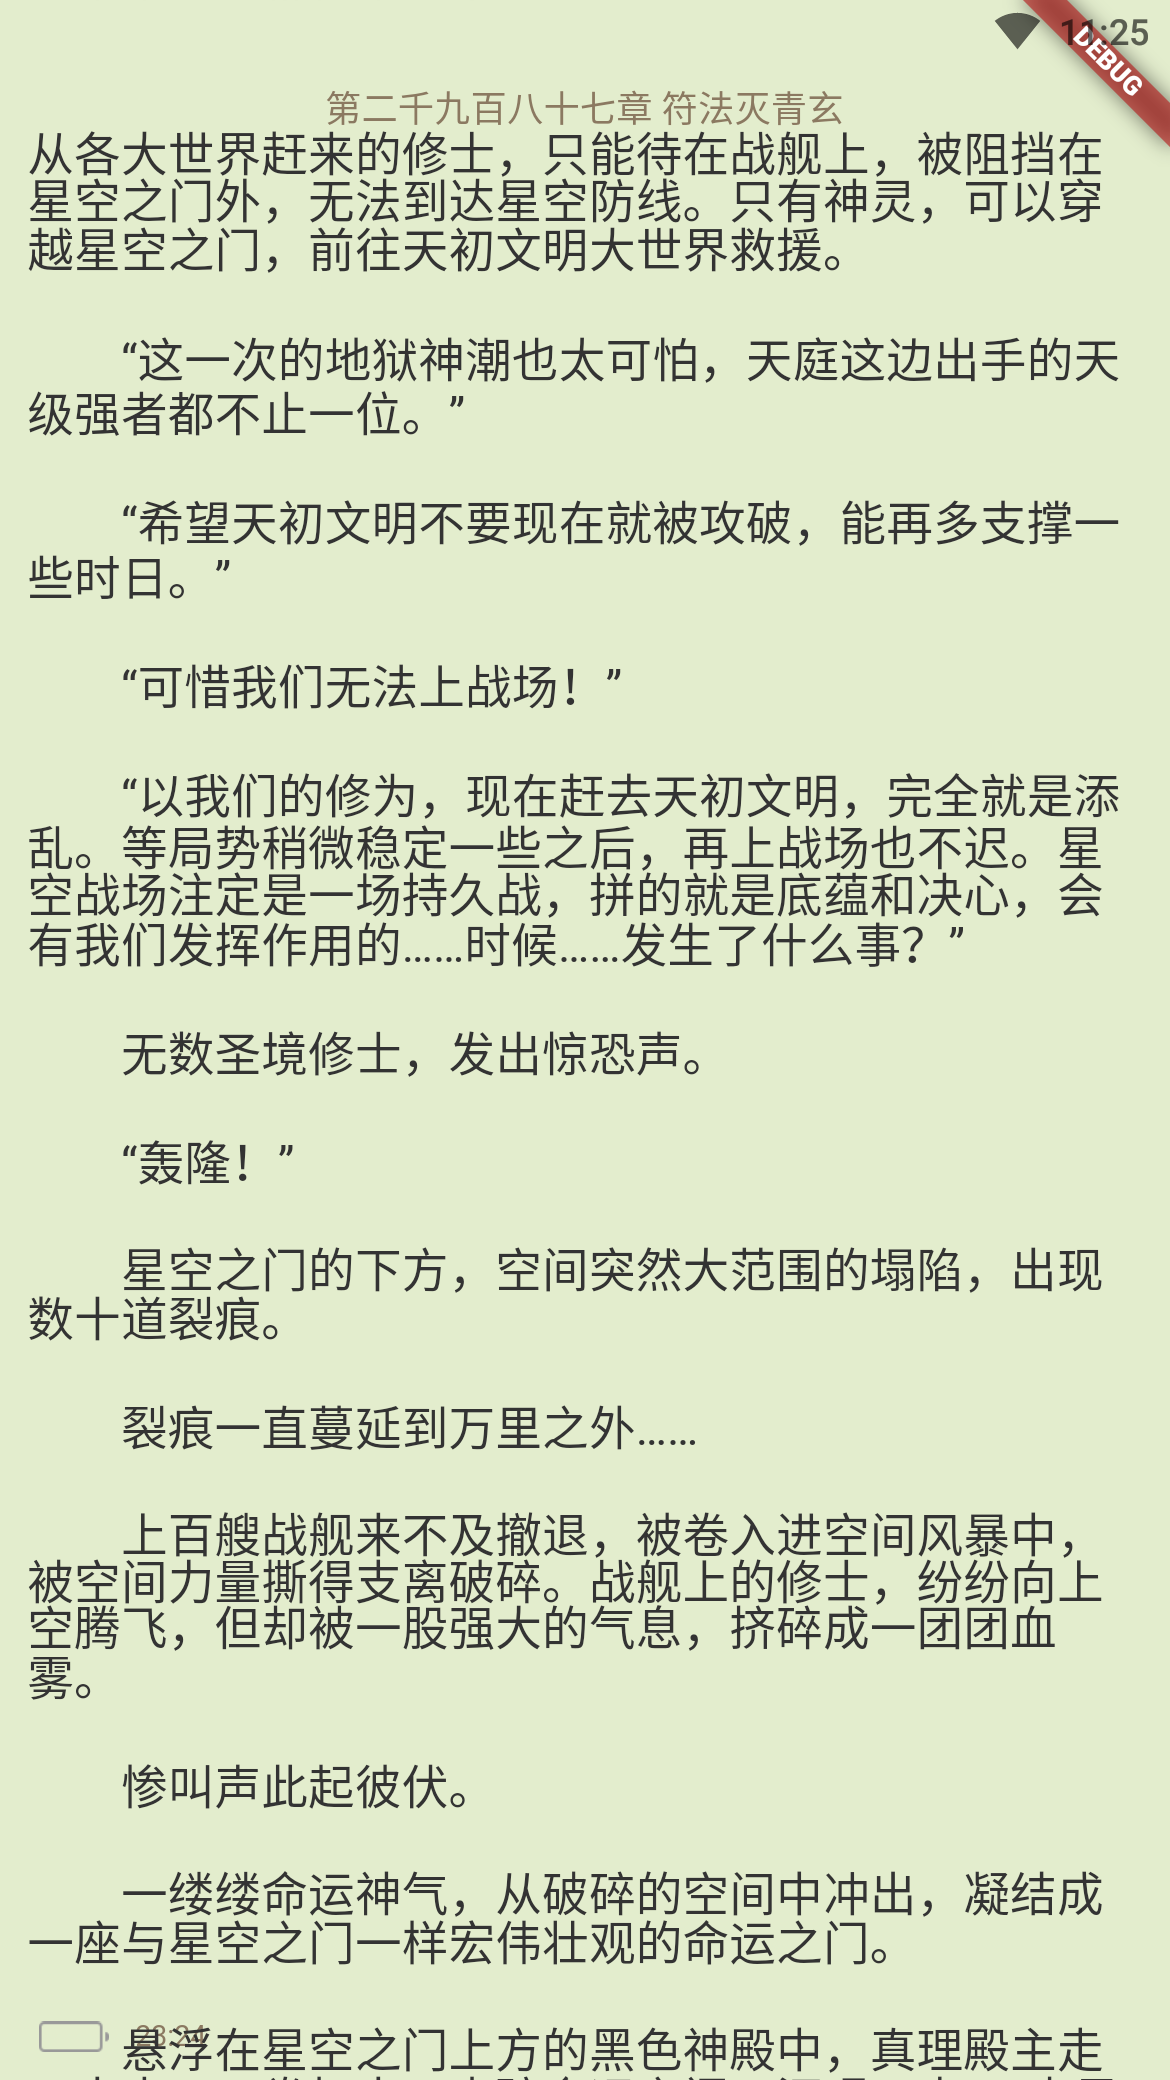 11:25
DEBUG
第二千九百八十七章 符法灭青玄
从各大世界赶来的修士，只能待在战舰上，被阻挡在
星空之门外，无法到达星空防线。只有神灵，可以穿
越星空之门，前往天初文明大世界救援。
“这一次的地狱神潮也太可怕，天庭这边出手的天
级强者都不止一位。”
“希望天初文明不要现在就被攻破，能再多支撑一
些时日。”
“可惜我们无法上战场！”
“以我们的修为，现在赶去天初文明，完全就是添
乱。等局势稍微稳定一些之后，再上战场也不迟。星
空战场注定是一场持久战，拼的就是底蕴和决心，会
有我们发挥作用的……时候……发生了什么事？”
无数圣境修士，发出惊恐声。
“轰隆！”
星空之门的下方，空间突然大范围的塌陷，出现
数十道裂痕。
裂痕一直蔓延到万里之外……
上百艘战舰来不及撤退，被卷入进空间风暴中，
被空间力量撕得支离破碎。战舰上的修士，纷纷向上
空腾飞，但却被一股强大的气息，挤碎成一团团血
雾。
惨叫声此起彼伏。
一缕缕命运神气，从破碎的空间中冲出，凝结成
一座与星空之门一样宏伟壮观的命运之门。
23:24
悬浮在星空之门上方的黑色神殿中，真理殿主走